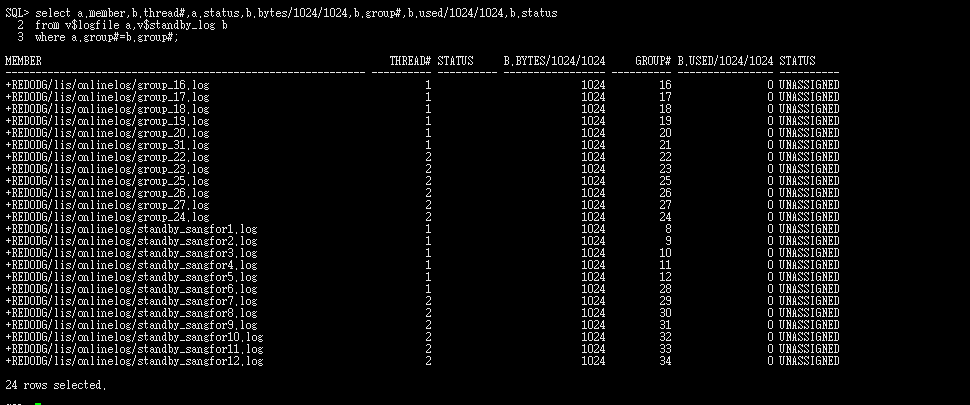 SQL> select a.member,b.thread#,a.status,b.bytes/1024/1024,b.group#,b.used/1024/1024,b.status
  2  from v$logfile a,v$standby_log b
  3  where a.group#=b.group#;
MEMBER THREAD# STATUS B.BYTES/1024/1024 GROUP# B.USED/1024/1024 STATUS
+REDODG/lis/onlinelog/group_16.log 1 1024 16 0 UNASSIGNED
+REDODG/lis/onlinelog/group_17.log 1 1024 17 0 UNASSIGNED
+REDODG/lis/onlinelog/group_18.log 1 1024 18 0 UNASSIGNED
+REDODG/lis/onlinelog/group_19.log 1 1024 19 0 UNASSIGNED
+REDODG/lis/onlinelog/group_20.log 1 1024 20 0 UNASSIGNED
+REDODG/lis/onlinelog/group_31.log 1 1024 21 0 UNASSIGNED
+REDODG/lis/onlinelog/group_22.log 2 1024 22 0 UNASSIGNED
+REDODG/lis/onlinelog/group_23.log 2 1024 23 0 UNASSIGNED
+REDODG/lis/onlinelog/group_25.log 2 1024 25 0 UNASSIGNED
+REDODG/lis/onlinelog/group_26.log 2 1024 26 0 UNASSIGNED
+REDODG/lis/onlinelog/group_27.log 2 1024 27 0 UNASSIGNED
+REDODG/lis/onlinelog/group_24.log 2 1024 24 0 UNASSIGNED
+REDODG/lis/onlinelog/standby_sangfor1.log 1 1024 8 0 UNASSIGNED
+REDODG/lis/onlinelog/standby_sangfor2.log 1 1024 9 0 UNASSIGNED
+REDODG/lis/onlinelog/standby_sangfor3.log 1 1024 10 0 UNASSIGNED
+REDODG/lis/onlinelog/standby_sangfor4.log 1 1024 11 0 UNASSIGNED
+REDODG/lis/onlinelog/standby_sangfor5.log 1 1024 12 0 UNASSIGNED
+REDODG/lis/onlinelog/standby_sangfor6.log 1 1024 28 0 UNASSIGNED
+REDODG/lis/onlinelog/standby_sangfor7.log 2 1024 29 0 UNASSIGNED
+REDODG/lis/onlinelog/standby_sangfor8.log 2 1024 30 0 UNASSIGNED
+REDODG/lis/onlinelog/standby_sangfor9.log 2 1024 31 0 UNASSIGNED
+REDODG/lis/onlinelog/standby_sangfor10.log 2 1024 32 0 UNASSIGNED
+REDODG/lis/onlinelog/standby_sangfor11.log 2 1024 33 0 UNASSIGNED
+REDODG/lis/onlinelog/standby_sangfor12.log 2 1024 34 0 UNASSIGNED
24 rows selected.